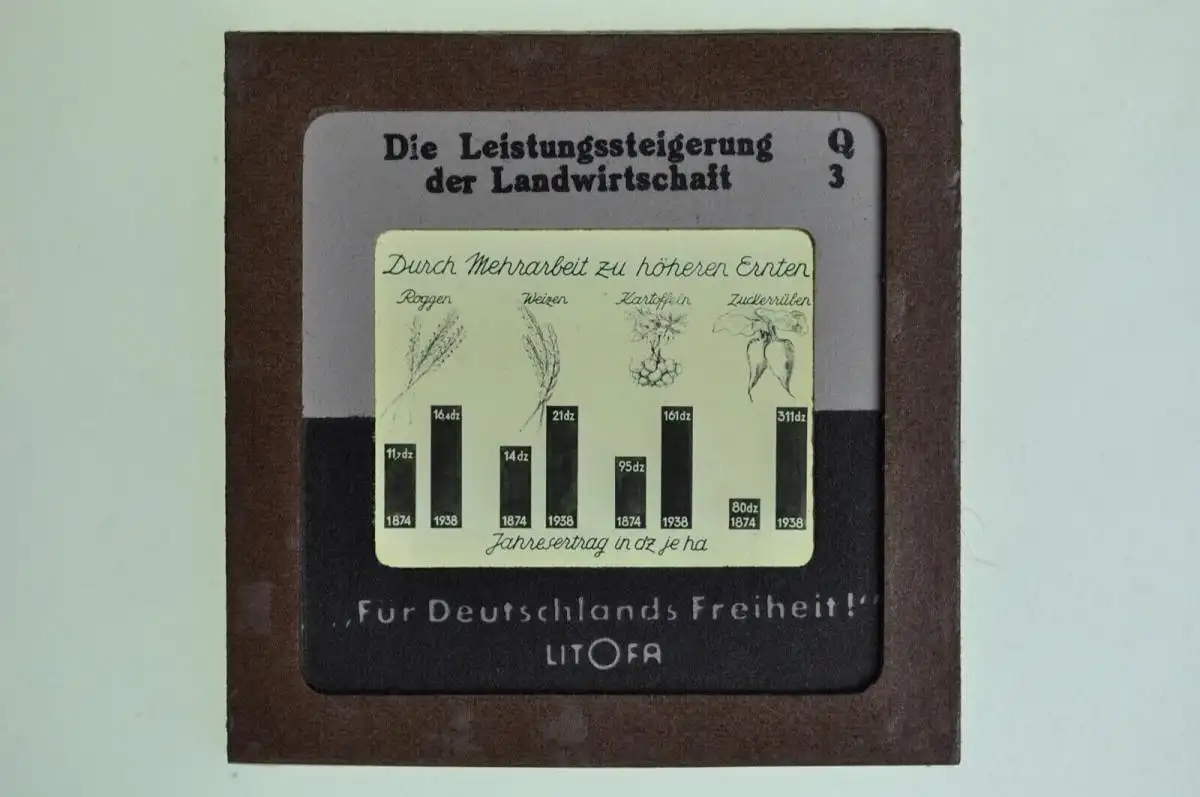 Die Leistungssteigerung Q
der Landwirtschaft 3
Durch Mehrarbeit zu höheren Ernten
Roggen Weizen Kartoffeln Zuckerrüben
11,7dz 16,4dz 14dz 21dz 95dz 161dz 80dz 311dz
1874 1938 1874 1938 1874 1938 1874 1938
Jahresertrag in dz je ha
„Für Deutschlands Freiheit!“
LITOFA